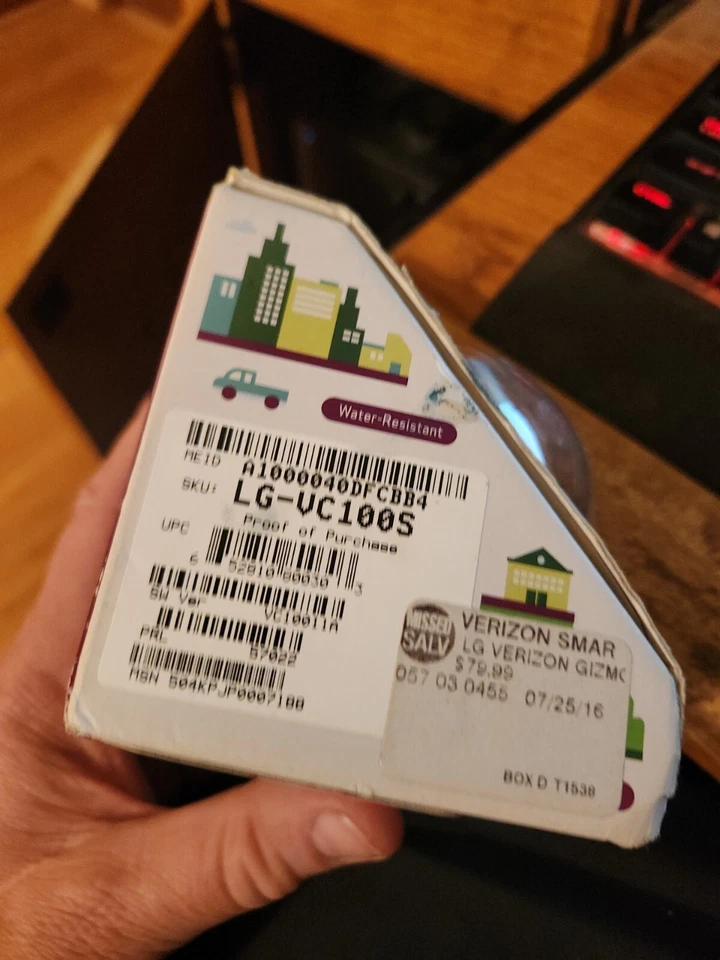 Water-Resistant
MEID A1000040DFCBB4
SKU: LG-VC100S
Proof of Purchase
UPC
SW Ver VC10011A
PRL 57022
MSN 504KPJP0007188
VERIZON SMAR
LG VERIZON GIZMO
$79.99
057 03 0455 07/25/16
BOX D T1538